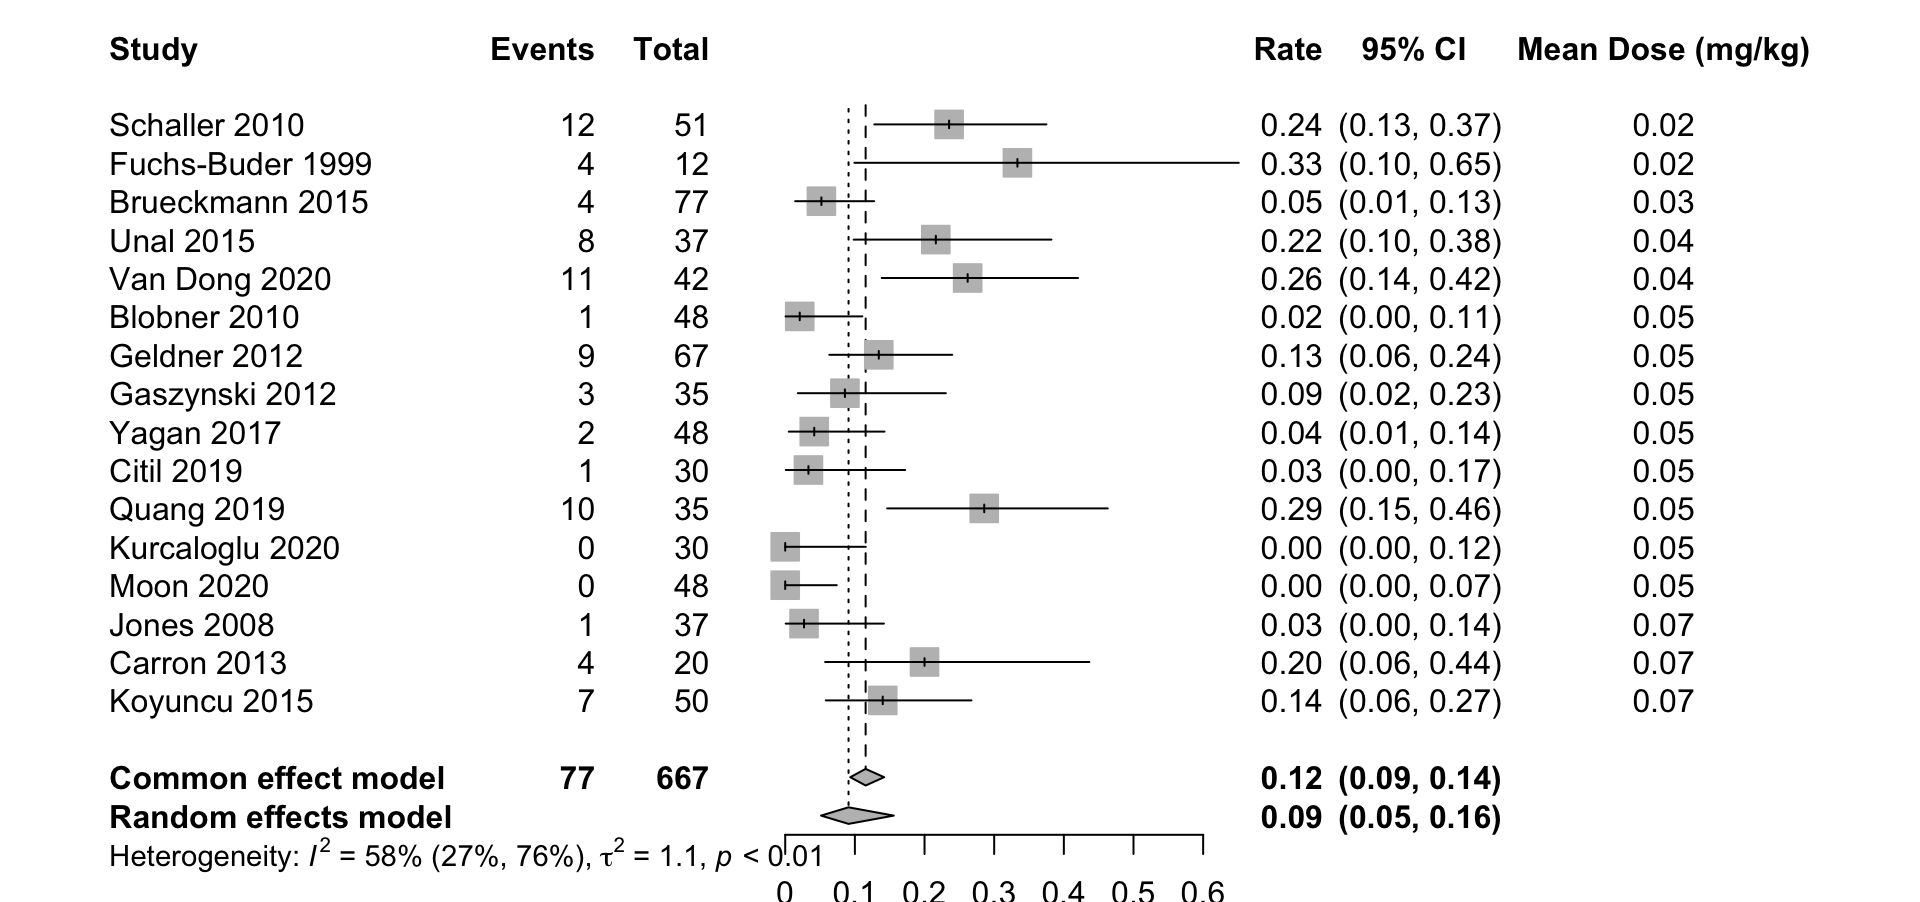 Study Events Total Rate 95% CI Mean Dose (mg/kg)
Schaller 2010 12 51 0.24 (0.13, 0.37) 0.02
Fuchs-Buder 1999 4 12 0.33 (0.10, 0.65) 0.02
Brueckmann 2015 4 77 0.05 (0.01, 0.13) 0.03
Unal 2015 8 37 0.22 (0.10, 0.38) 0.04
Van Dong 2020 11 42 0.26 (0.14, 0.42) 0.04
Blobner 2010 1 48 0.02 (0.00, 0.11) 0.05
Geldner 2012 9 67 0.13 (0.06, 0.24) 0.05
Gaszynski 2012 3 35 0.09 (0.02, 0.23) 0.05
Yagan 2017 2 48 0.04 (0.01, 0.14) 0.05
Citil 2019 1 30 0.03 (0.00, 0.17) 0.05
Quang 2019 10 35 0.29 (0.15, 0.46) 0.05
Kurcaloglu 2020 0 30 0.00 (0.00, 0.12) 0.05
Moon 2020 0 48 0.00 (0.00, 0.07) 0.05
Jones 2008 1 37 0.03 (0.00, 0.14) 0.07
Carron 2013 4 20 0.20 (0.06, 0.44) 0.07
Koyuncu 2015 7 50 0.14 (0.06, 0.27) 0.07
Common effect model 77 667 0.12 (0.09, 0.14)
Random effects model 0.09 (0.05, 0.16)
Heterogeneity: I² = 58% (27%, 76%), τ² = 1.1, p < 0.01
0 0.1 0.2 0.3 0.4 0.5 0.6